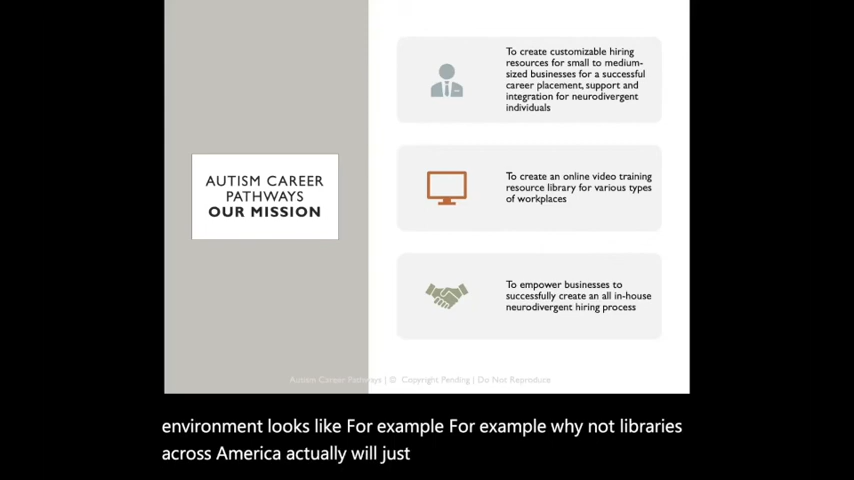 To create customizable hiring
resources for small to medium-
sized businesses for a successful
career placement, support and
integration for neurodivergent
individuals
AUTISM CAREER
PATHWAYS
OUR MISSION
To create an online video training
resource library for various types
of workplaces
To empower businesses to
successfully create an all in-house
neurodivergent hiring process
Autism Career Pathways | © Copyright Pending | Do Not Reproduce
environment looks like For example For example why not libraries
across America actually will just